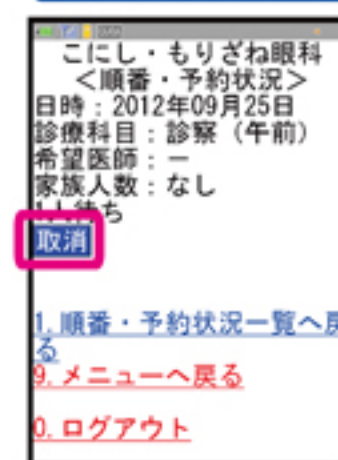 こにし・もりざね眼科
<順番・予約状況>
日時:2012年09月25日
診療科目:診察(午前)
希望医師:ー
家族人数:なし
待ち
取消
1.順番・予約状況一覧へ戻
る
9.メニューへ戻る
0.ログアウト